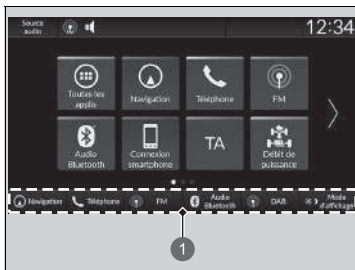 Source audio
12:34
Toutes les applis
Navigation
Téléphone
FM
Audio Bluetooth
Connexion smartphone
TA
Débit de puissance
Navigation
Téléphone
FM
Audio Bluetooth
DAB
Mode d'affichage
1